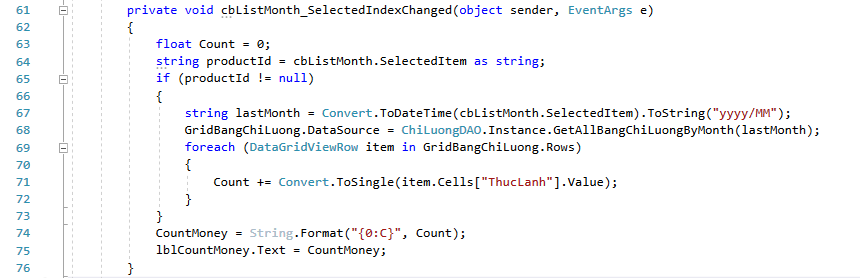 61 private void cbListMonth_SelectedIndexChanged(object sender, EventArgs e)
62 {
63 float Count = 0;
64 string productId = cbListMonth.SelectedItem as string;
65 if (productId != null)
66 {
67 string lastMonth = Convert.ToDateTime(cbListMonth.SelectedItem).ToString("yyyy/MM");
68 GridBangChiLuong.DataSource = ChiLuongDAO.Instance.GetAllBangChiLuongByMonth(lastMonth);
69 foreach (DataGridViewRow item in GridBangChiLuong.Rows)
70 {
71 Count += Convert.ToSingle(item.Cells["ThucLanh"].Value);
72 }
73 }
74 CountMoney = String.Format("{0:C}", Count);
75 lblCountMoney.Text = CountMoney;
76 }